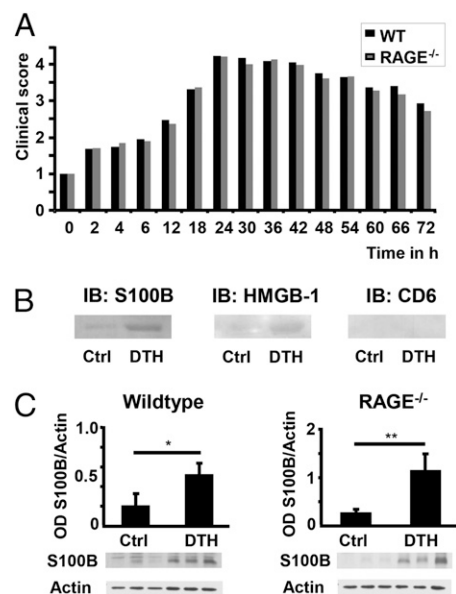 A
WT
RAGE-/-
Clinical score
4
3
2
1
0
0 2 4 6 12 18 24 30 36 42 48 54 60 66 72
Time in h
B
IB: S100B IB: HMGB-1 IB: CD6
Ctrl DTH Ctrl DTH Ctrl DTH
C
Wildtype
OD S100B/Actin
1.0
0.5
0
*
Ctrl DTH
S100B
Actin
RAGE-/-
OD S100B/Actin
2
1
0
**
Ctrl DTH
S100B
Actin